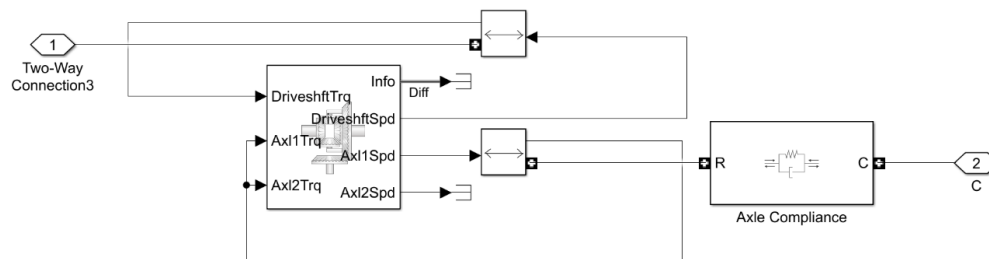 1
Two-Way
Connection3
Info
Diff
DriveshftTrq
DriveshftSpd
Axl1Trq
Axl1Spd
Axl2Trq
Axl2Spd
R
C
Axle Compliance
2
C